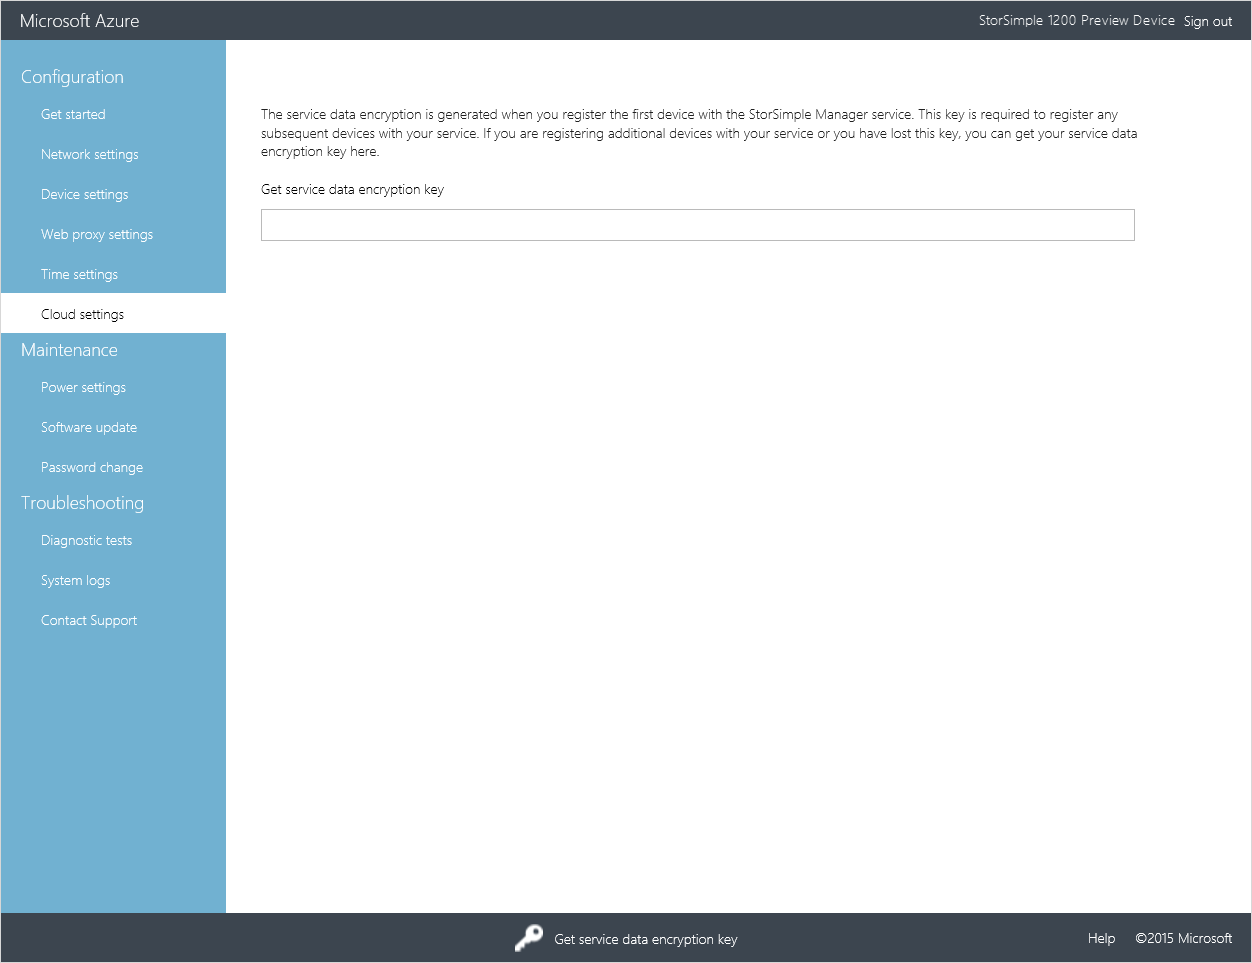 Microsoft Azure
StorSimple 1200 Preview Device Sign out
Configuration
Get started
Network settings
Device settings
Web proxy settings
Time settings
Cloud settings
Maintenance
Power settings
Software update
Password change
Troubleshooting
Diagnostic tests
System logs
Contact Support
The service data encryption is generated when you register the first device with the StorSimple Manager service. This key is required to register any
subsequent devices with your service. If you are registering additional devices with your service or you have lost this key, you can get your service data
encryption key here.
Get service data encryption key
Get service data encryption key
Help ©2015 Microsoft